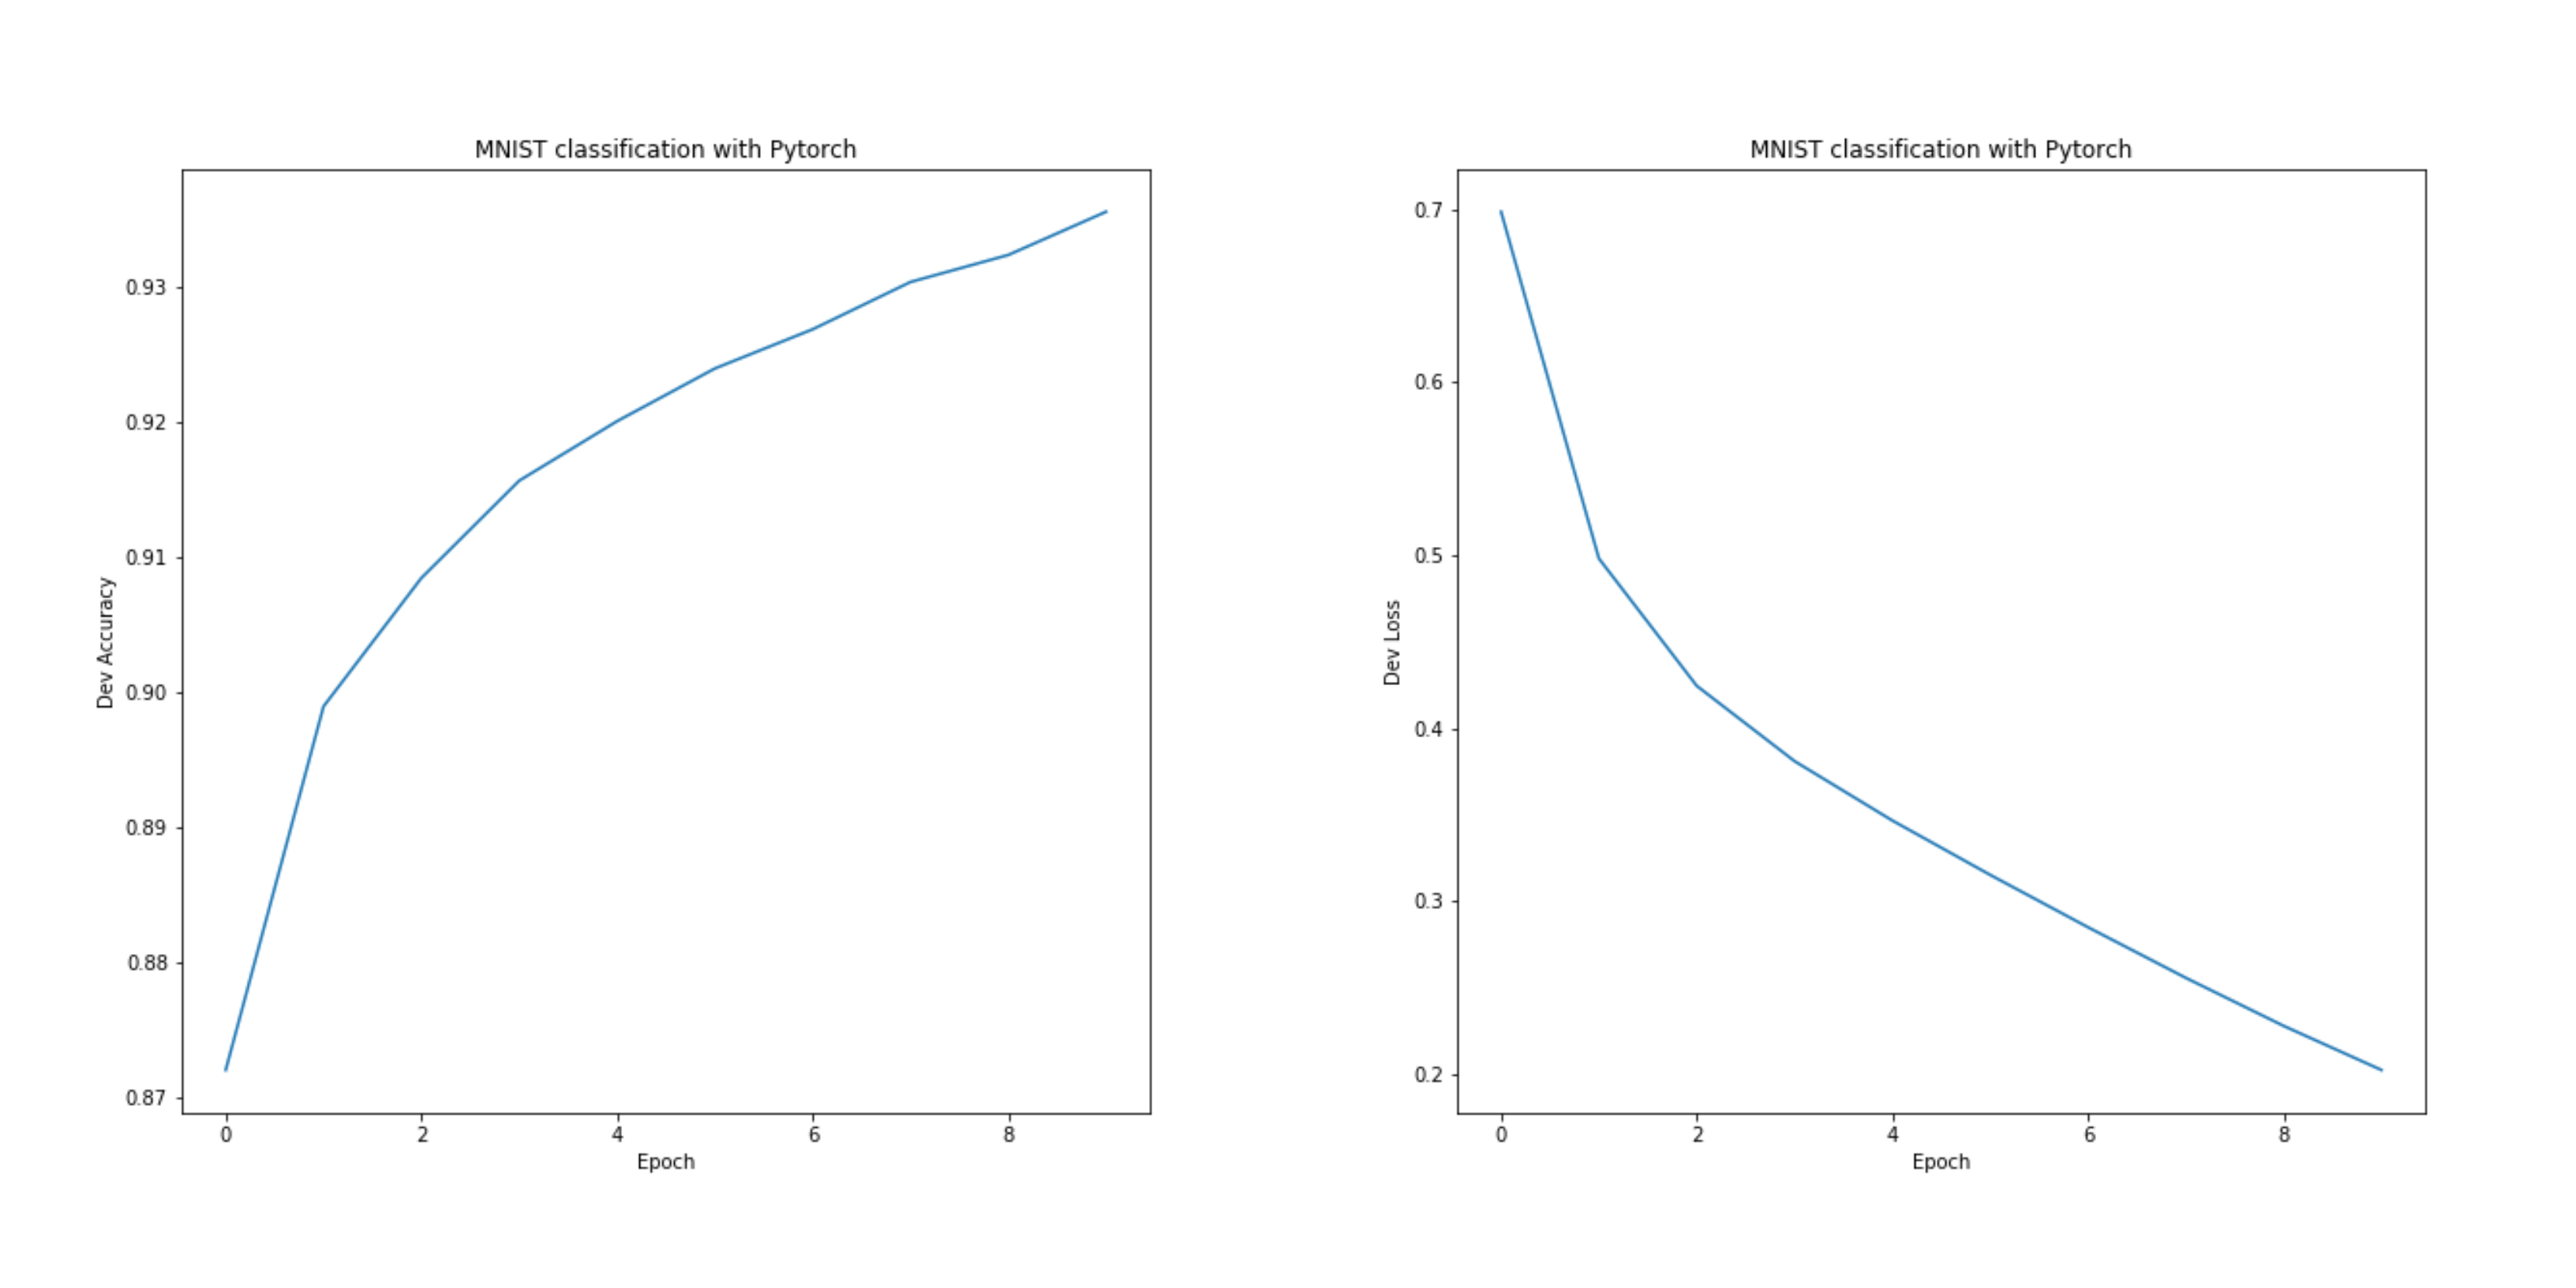 MNIST classification with Pytorch
0.93
0.92
0.91
0.90
0.89
0.88
0.87
Dev Accuracy
0 2 4 6 8
Epoch
MNIST classification with Pytorch
0.7
0.6
0.5
0.4
0.3
0.2
Dev Loss
0 2 4 6 8
Epoch